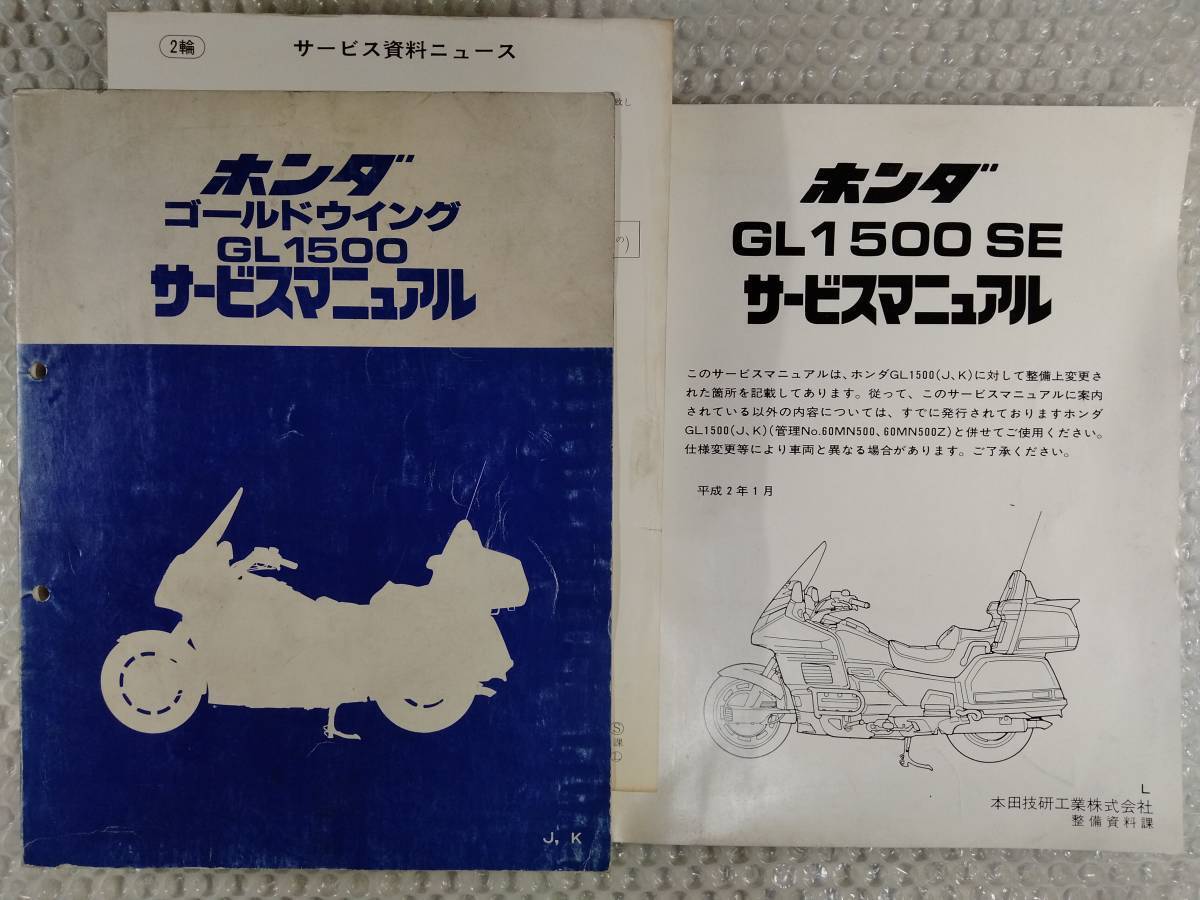 2輪
サービス資料ニュース
致し
の)
Ⓢ
課
Ⓛ
ホンダ
ゴールドウイング
GL1500
サービスマニュアル
J, K
ホンダ
GL1500 SE
サービスマニュアル
このサービスマニュアルは、ホンダGL1500(J、K)に対して整備上変更さ
れた箇所を記載してあります。従って、このサービスマニュアルに案内
されている以外の内容については、すでに発行されておりますホンダ
GL1500(J、K)(管理No.60MN500、60MN500Z)と併せてご使用ください。
仕様変更等により車両と異なる場合があります。ご了承ください。
平成2年1月
L
本田技研工業株式会社
整備資料課